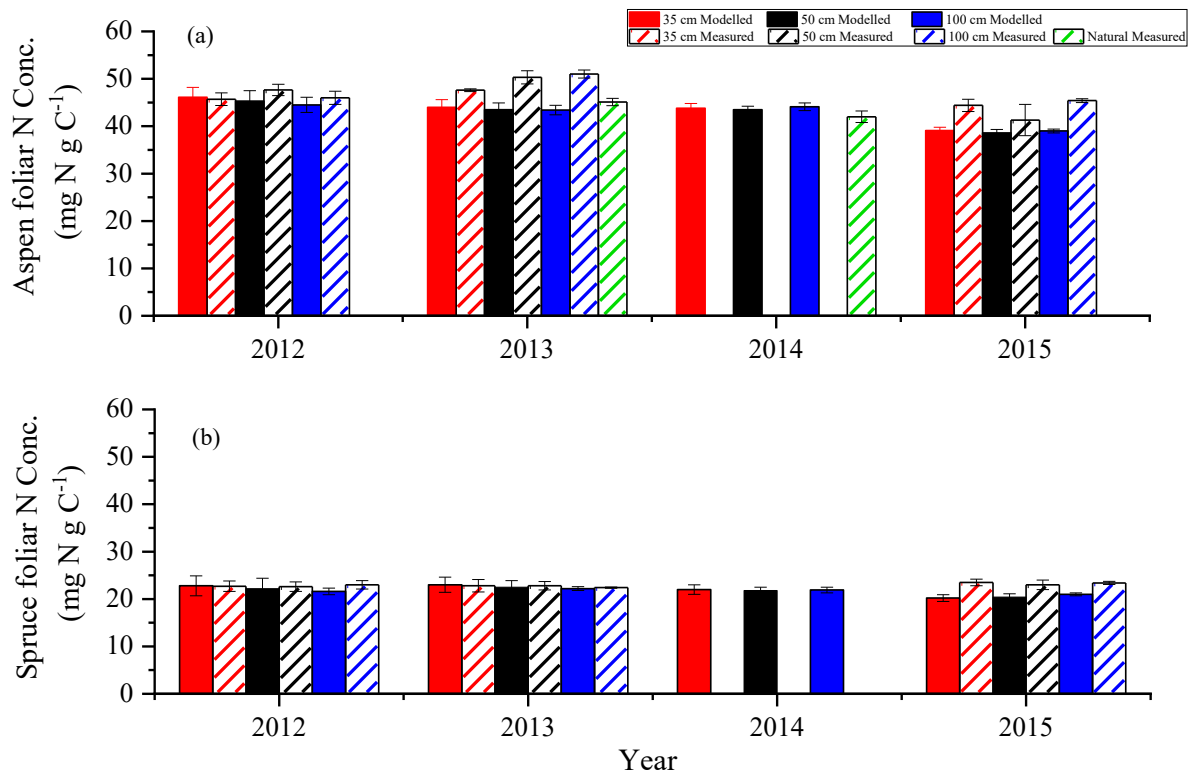 35 cm Modelled 50 cm Modelled 100 cm Modelled
35 cm Measured 50 cm Measured 100 cm Measured Natural Measured
(a)
Aspen foliar N Conc.
(mg N g C⁻¹)
60
50
40
30
20
10
0
2012 2013 2014 2015
(b)
Spruce foliar N Conc.
(mg N g C⁻¹)
60
50
40
30
20
10
0
2012 2013 2014 2015
Year